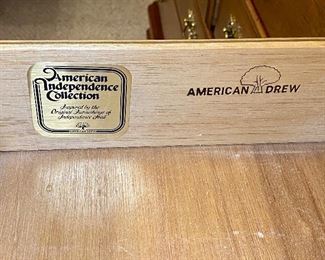 American
Independence
Collection
Inspired by the
Original Furnishings of
Independence Hall
AMERICAN DREW